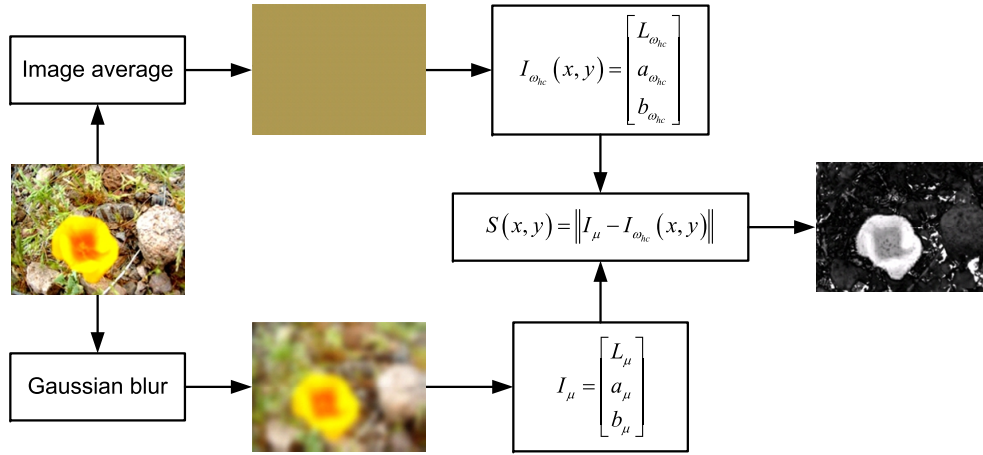 Image average
I_{ω_{hc}}(x, y) = [L_{ω_{hc}}
a_{ω_{hc}}
b_{ω_{hc}}]
S(x, y) = ‖I_μ − I_{ω_{hc}}(x, y)‖
Gaussian blur
I_μ = [L_μ
a_μ
b_μ]